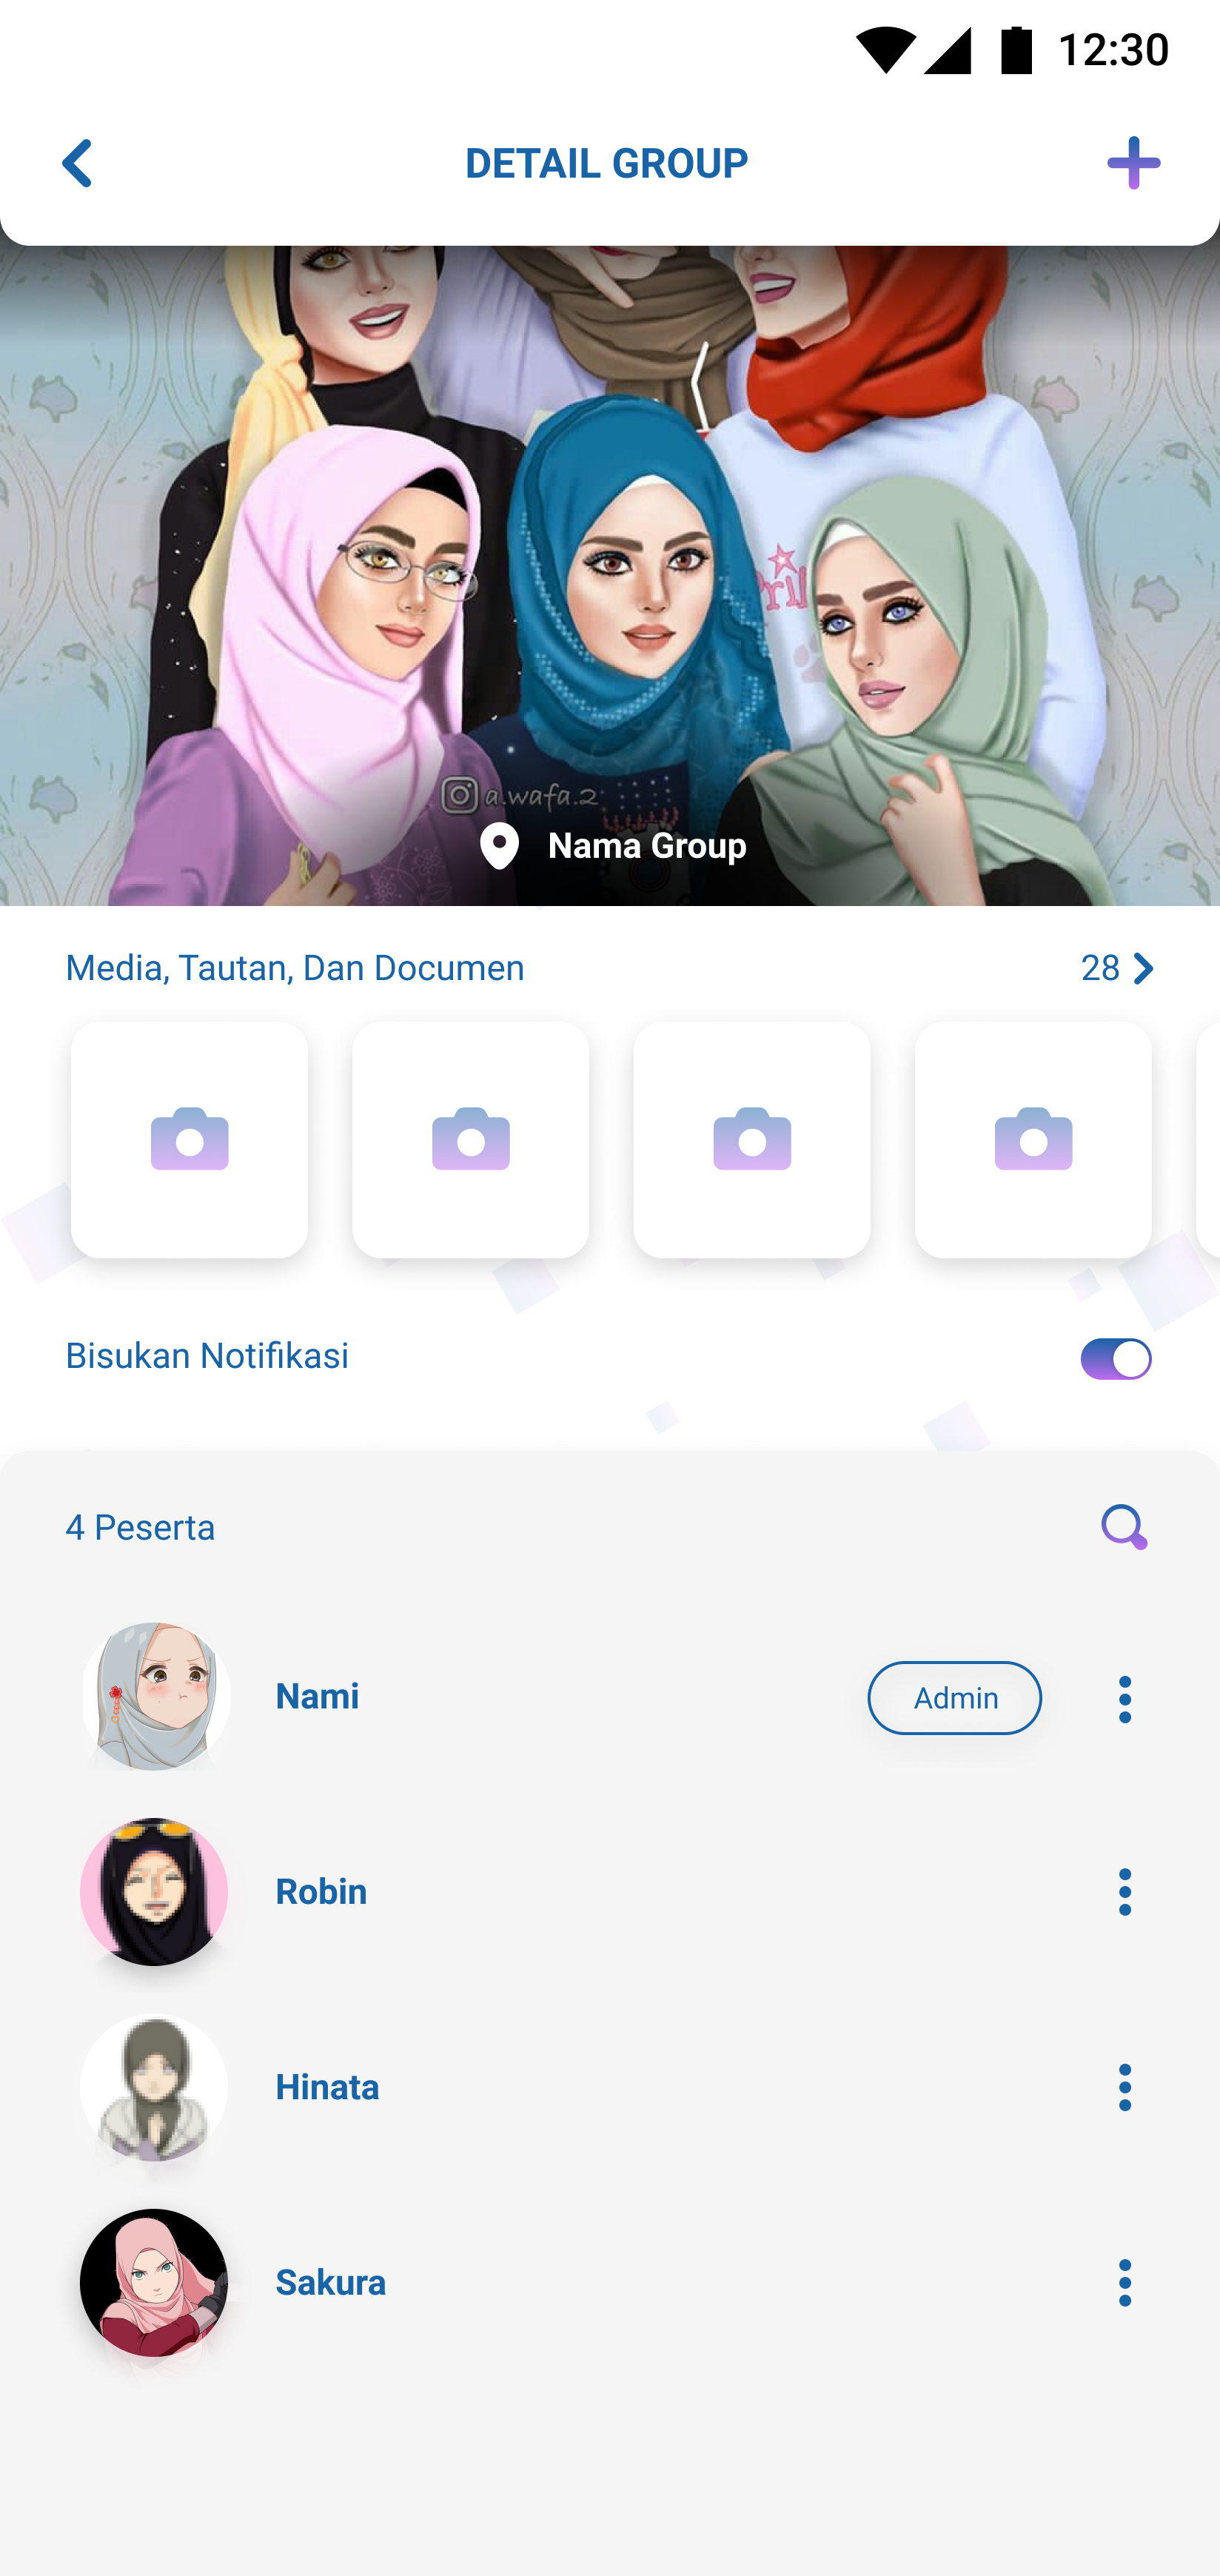 12:30
DETAIL GROUP
a.wafa.2
Nama Group
Media, Tautan, Dan Documen
28
Bisukan Notifikasi
4 Peserta
Nami
Admin
Robin
Hinata
Sakura